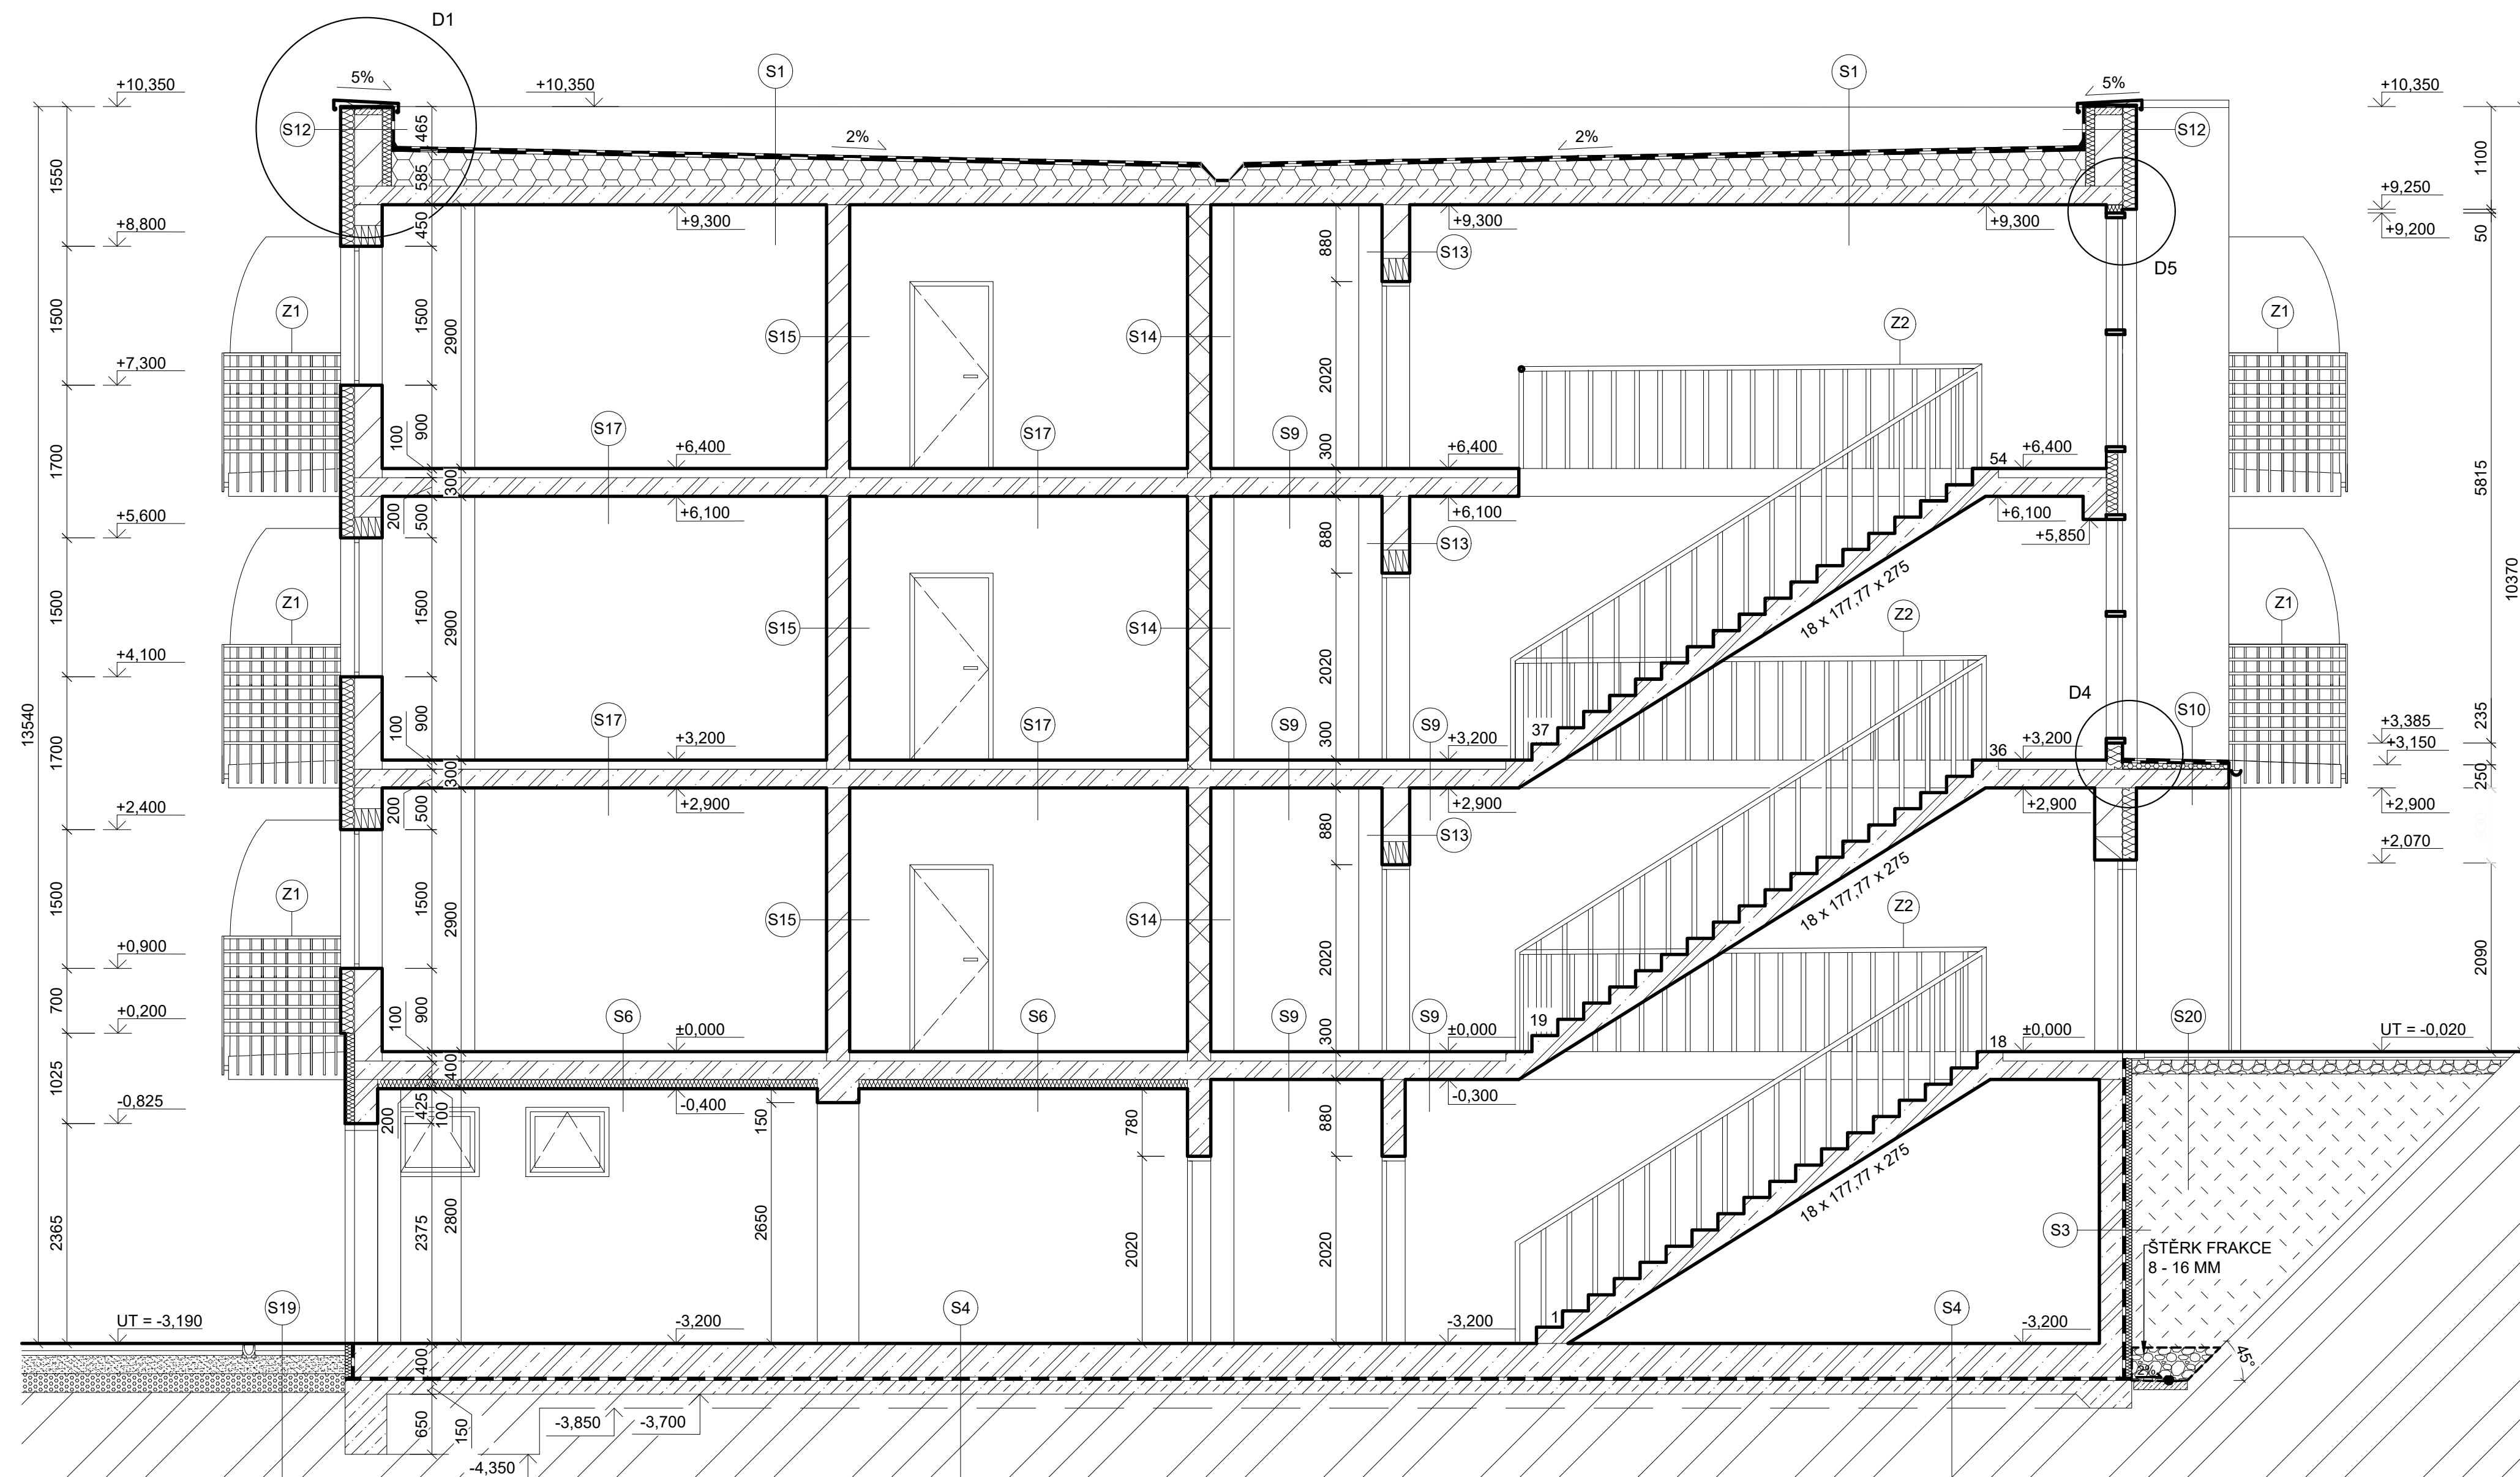 D1
5%
+10,350
+10,350
S1
S1
5%
+10,350
S12
465
2%
2%
S12
1550
585
1100
+9,250
+8,800
450
+9,300
+9,300
+9,300
+9,200
50
880
S13
D5
Z1
Z2
Z1
1500
1500
2900
S15
S14
2020
+7,300
S17
S17
S9
100
900
300
1700
+6,400
+6,400
+6,400
54
300
5815
+5,600
200
500
+6,100
+6,100
+6,100
+5,850
880
S13
10370
18 x 177,77 x 275
Z1
Z2
Z1
1500
1500
2900
S15
S14
2020
+4,100
D4
S10
S17
S17
S9
S9
37
13540
100
900
300
235
+3,385
+3,200
+3,200
36
+3,200
+3,150
1700
300
250
+2,400
200
500
+2,900
+2,900
+2,900
+2,900
880
S13
+2,070
18 x 177,77 x 275
Z1
Z2
1500
1500
2900
S15
S14
2020
2090
+0,900
700
100
900
S6
S6
S9
S9
19
S20
+0,200
300
±0,000
±0,000
18
±0,000
UT = -0,020
1025
400
-0,825
200
425
100
-0,400
150
780
880
-0,300
18 x 177,77 x 275
2365
2375
2800
2650
2020
2020
S3
ŠTĚRK FRAKCE
8 - 16 MM
S19
S4
S4
UT = -3,190
-3,200
-3,200
1
-3,200
400
45°
2%
650
150
-3,850
-3,700
-4,350